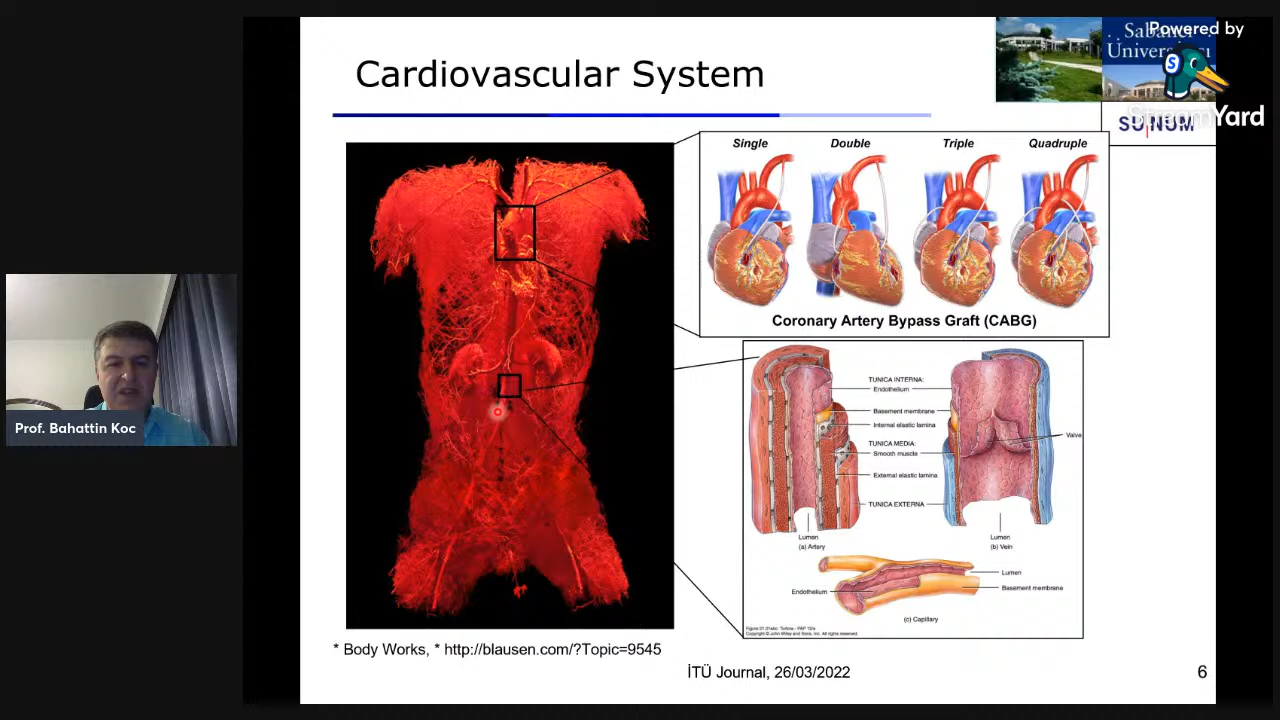 Cardiovascular System
Sabancı
Üniversitesi
Powered by
StreamYard
SUNUM
Single
Double
Triple
Quadruple
Coronary Artery Bypass Graft (CABG)
TUNICA INTERNA:
Endothelium
Basement membrane
Internal elastic lamina
TUNICA MEDIA:
Smooth muscle
External elastic lamina
TUNICA EXTERNA
Valve
Lumen
(a) Artery
Lumen
(b) Vein
Lumen
Basement membrane
Endothelium
(c) Capillary
Prof. Bahattin Koc
* Body Works, * http://blausen.com/?Topic=9545
İTÜ Journal, 26/03/2022
6